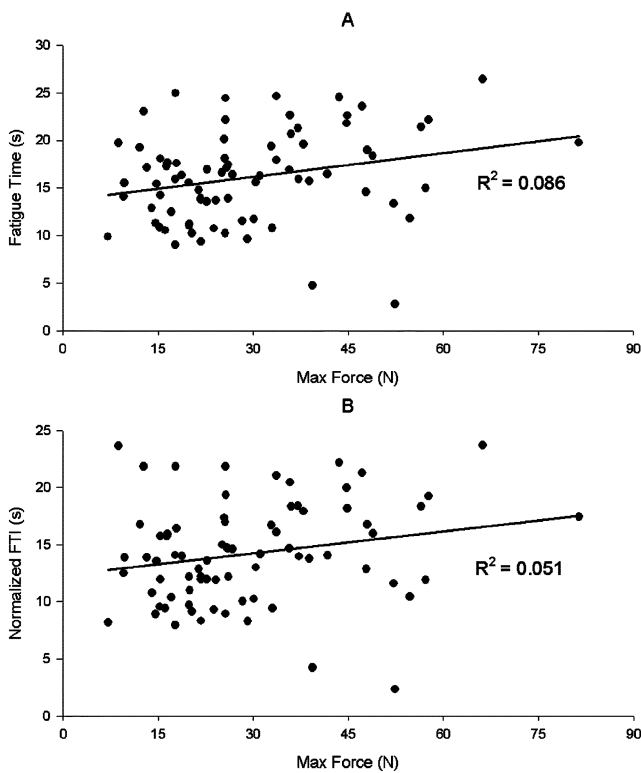 A
30
25
20
15
10
5
0
Fatigue Time (s)
R² = 0.086
0 15 30 45 60 75 90
Max Force (N)
B
25
20
15
10
5
0
Normalized FTI (s)
R² = 0.051
0 15 30 45 60 75 90
Max Force (N)